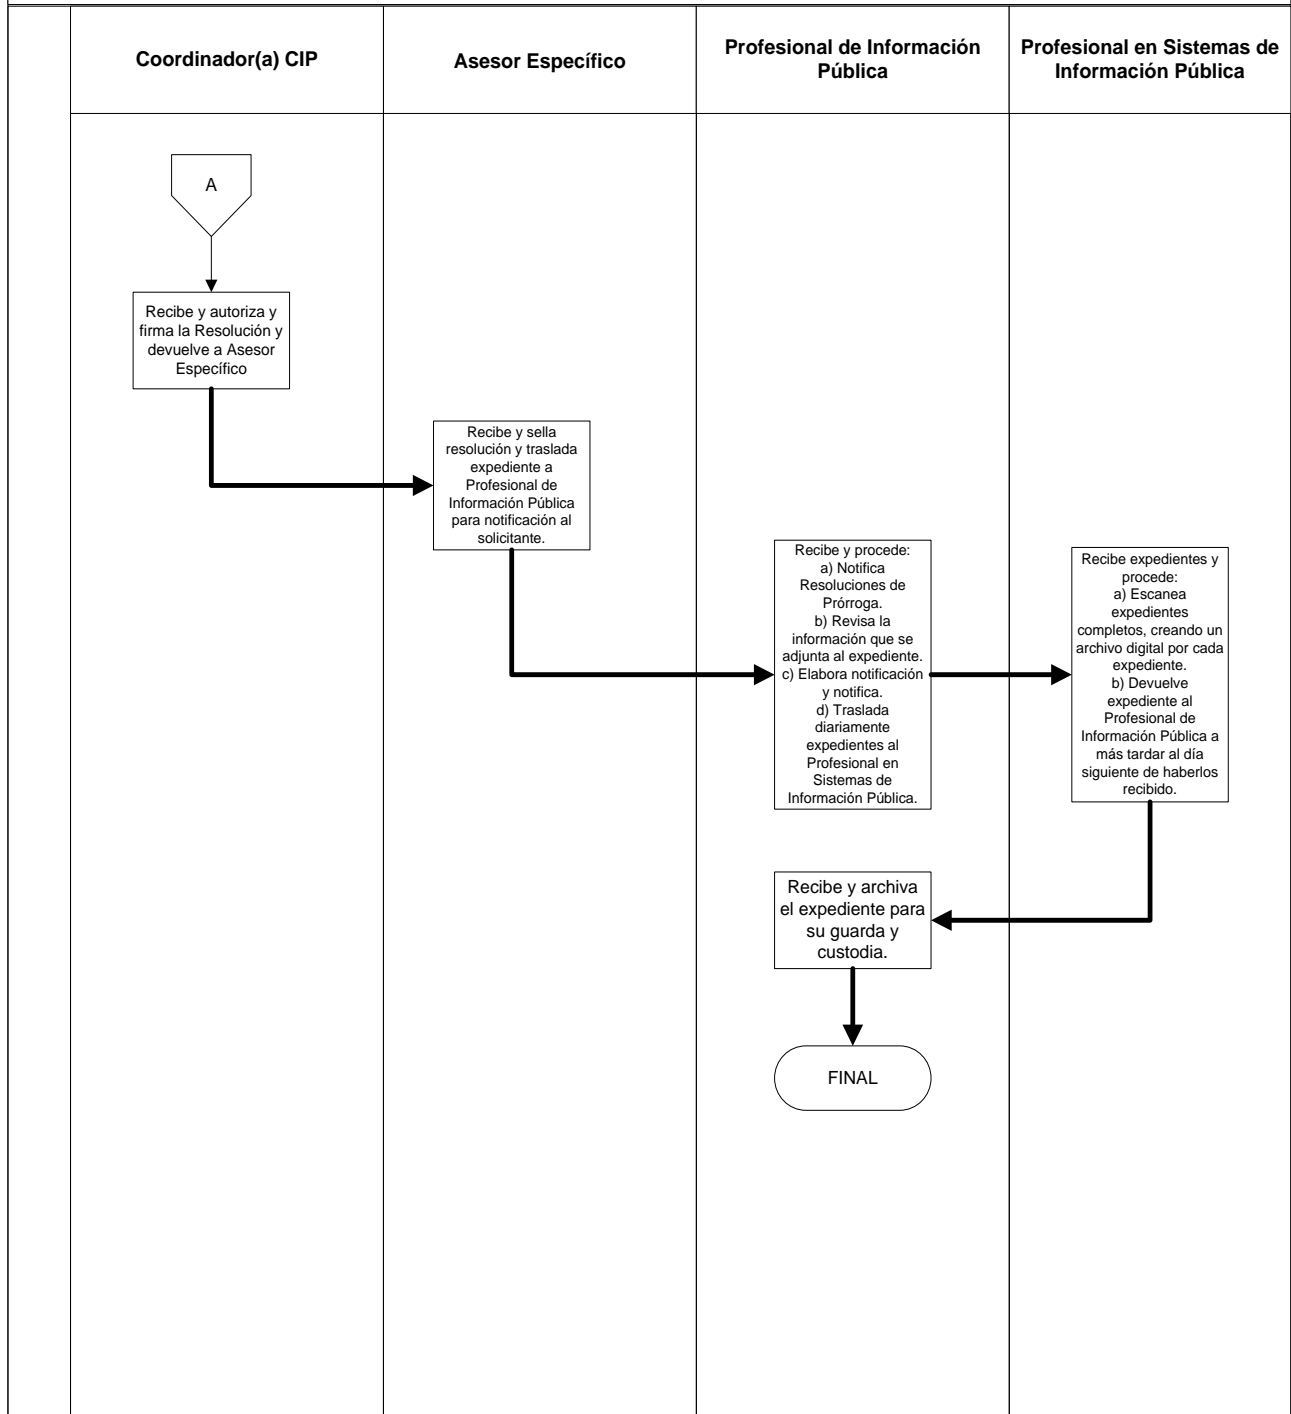 Coordinador(a) CIP
Asesor Específico
Profesional de Información
Pública
Profesional en Sistemas de
Información Pública
A
Recibe y autoriza y
firma la Resolución y
devuelve a Asesor
Específico
Recibe y sella
resolución y traslada
expediente a
Profesional de
Información Pública
para notificación al
solicitante.
Recibe y procede:
a) Notifica
Resoluciones de
Prórroga.
b) Revisa la
información que se
adjunta al expediente.
c) Elabora notificación
y notifica.
d) Traslada
diariamente
expedientes al
Profesional en
Sistemas de
Información Pública.
Recibe expedientes y
procede:
a) Escanea
expedientes
completos, creando un
archivo digital por cada
expediente.
b) Devuelve
expediente al
Profesional de
Información Pública a
más tardar al día
siguiente de haberlos
recibido.
Recibe y archiva
el expediente para
su guarda y
custodia.
FINAL